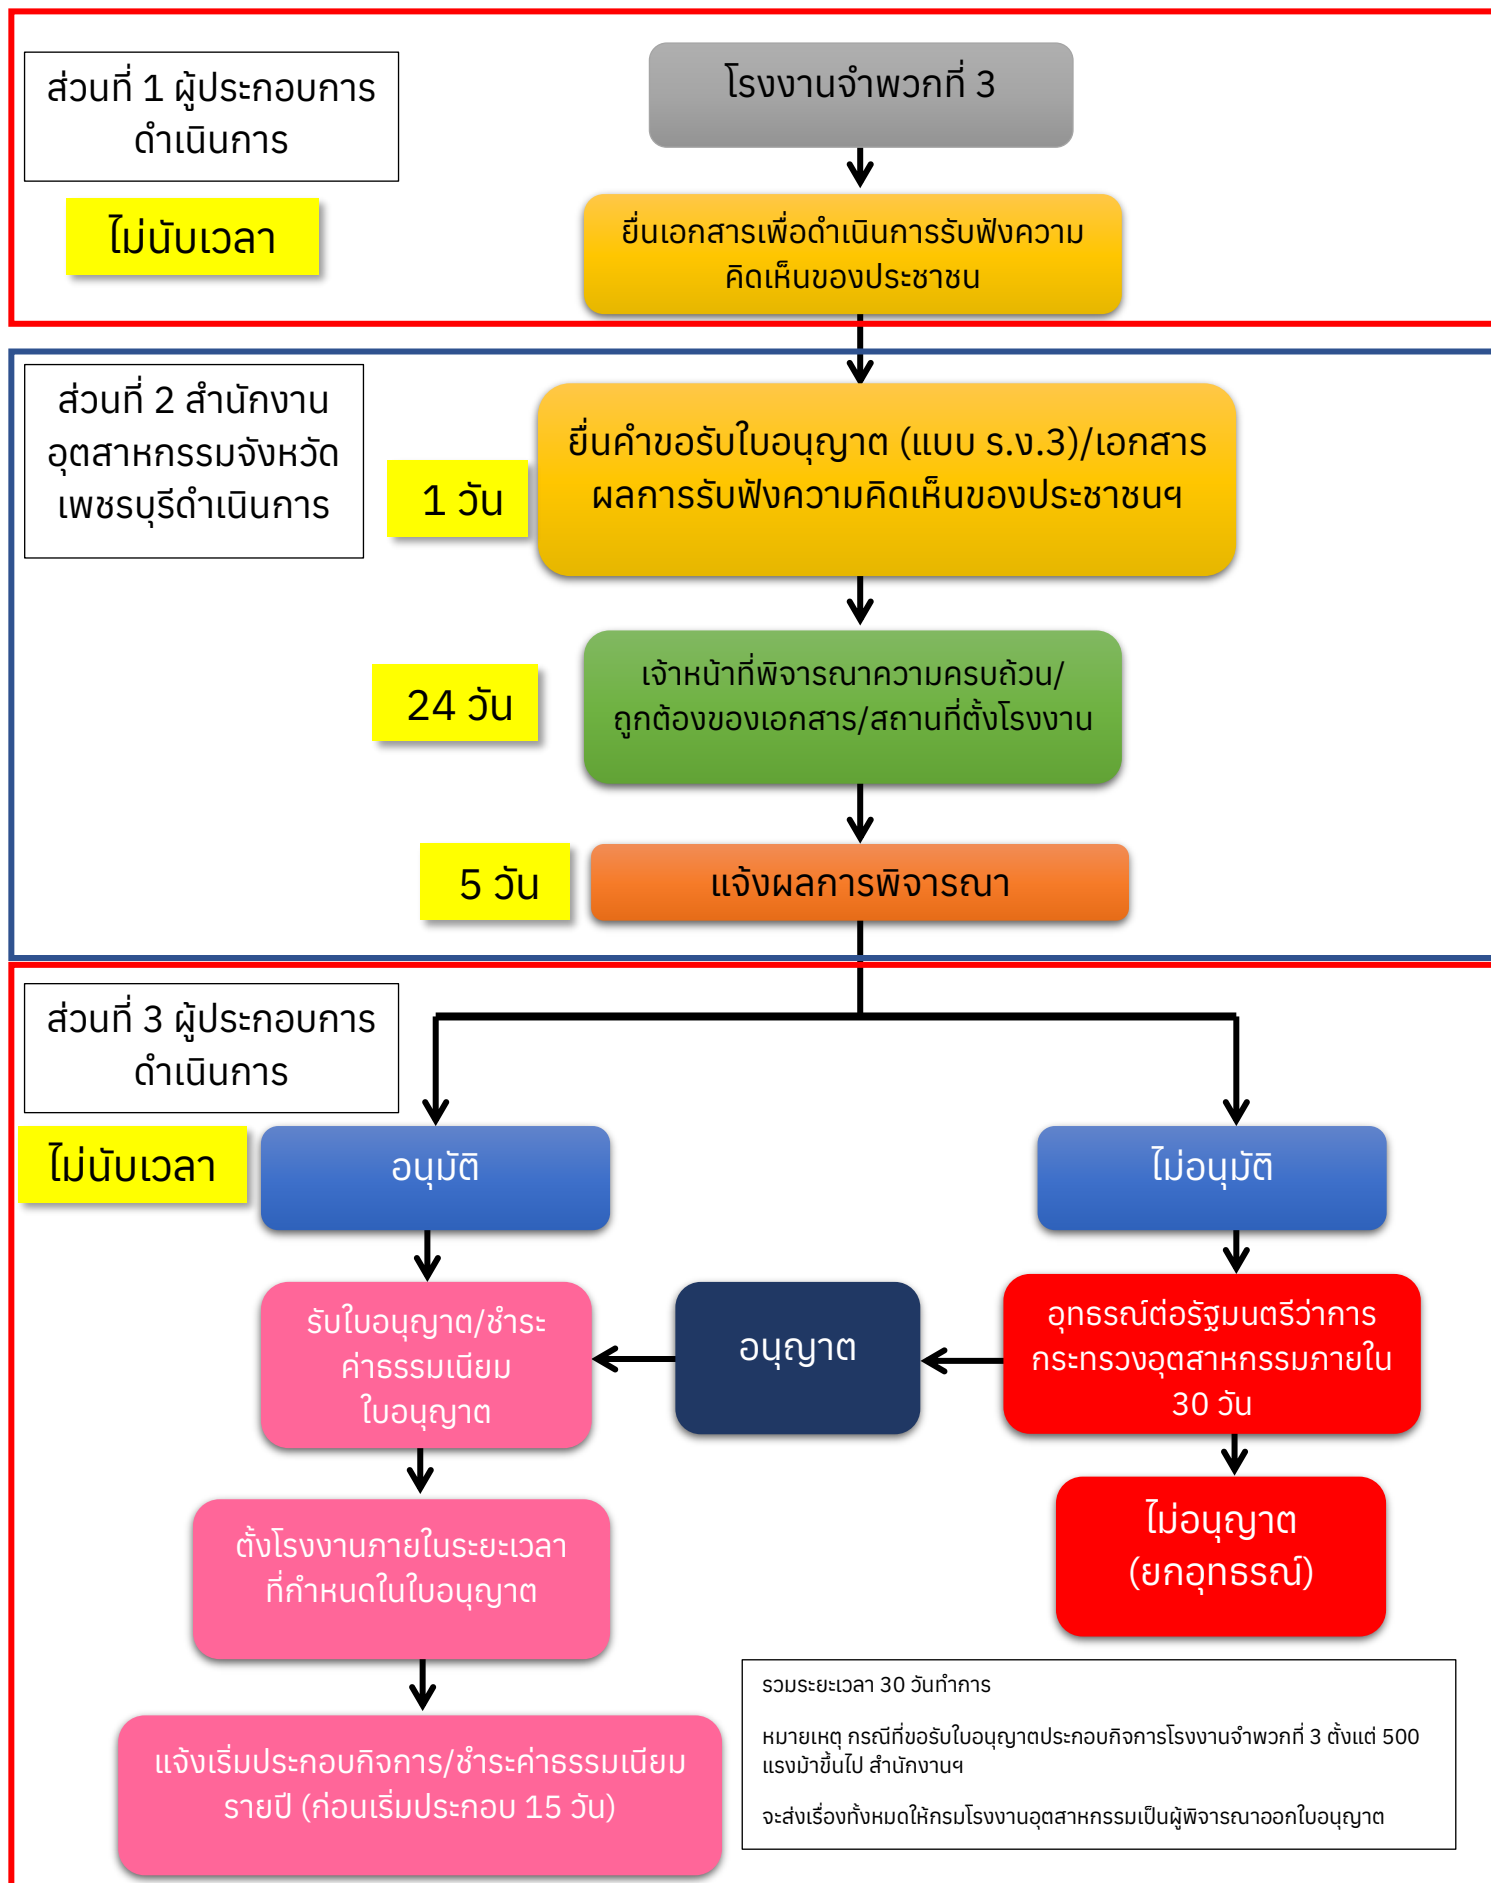 ส่วนที่ 1 ผู้ประกอบการ
ดำเนินการ
ไม่นับเวลา
โรงงานจำพวกที่ 3
ยื่นเอกสารเพื่อดำเนินการรับฟังความ
คิดเห็นของประชาชน
ส่วนที่ 2 สำนักงาน
อุตสาหกรรมจังหวัด
เพชรบุรีดำเนินการ
1 วัน
ยื่นคำขอรับใบอนุญาต (แบบ ร.ง.3)/เอกสาร
ผลการรับฟังความคิดเห็นของประชาชนฯ
24 วัน
เจ้าหน้าที่พิจารณาความครบถ้วน/
ถูกต้องของเอกสาร/สถานที่ตั้งโรงงาน
5 วัน
แจ้งผลการพิจารณา
ส่วนที่ 3 ผู้ประกอบการ
ดำเนินการ
ไม่นับเวลา
อนุมัติ
ไม่อนุมัติ
รับใบอนุญาต/ชำระ
ค่าธรรมเนียม
ใบอนุญาต
อนุญาต
อุทธรณ์ต่อรัฐมนตรีว่าการ
กระทรวงอุตสาหกรรมภายใน
30 วัน
ตั้งโรงงานภายในระยะเวลา
ที่กำหนดในใบอนุญาต
ไม่อนุญาต
(ยกอุทธรณ์)
แจ้งเริ่มประกอบกิจการ/ชำระค่าธรรมเนียม
รายปี (ก่อนเริ่มประกอบ 15 วัน)
รวมระยะเวลา 30 วันทำการ
หมายเหตุ กรณีที่ขอรับใบอนุญาตประกอบกิจการโรงงานจำพวกที่ 3 ตั้งแต่ 500
แรงม้าขึ้นไป สำนักงานฯ
จะส่งเรื่องทั้งหมดให้กรมโรงงานอุตสาหกรรมเป็นผู้พิจารณาออกใบอนุญาต